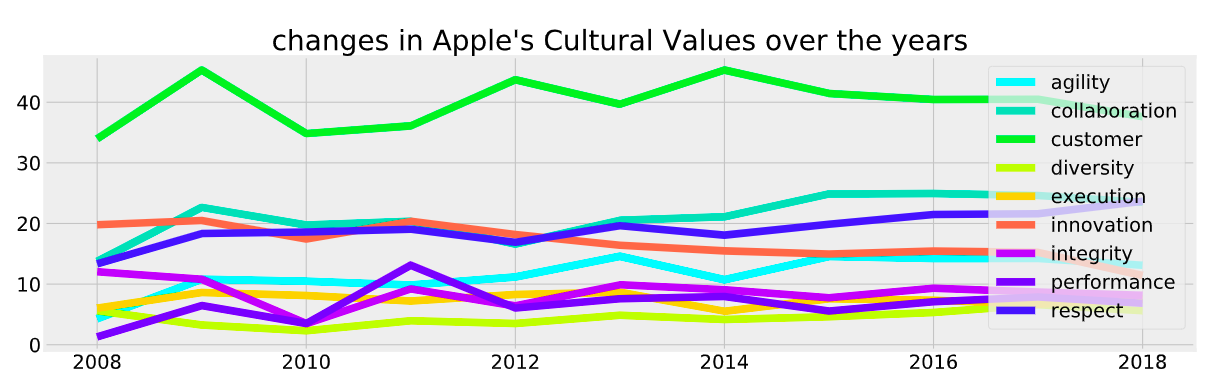 changes in Apple's Cultural Values over the years
40
30
20
10
0
2008
2010
2012
2014
2016
2018
agility
collaboration
customer
diversity
execution
innovation
integrity
performance
respect